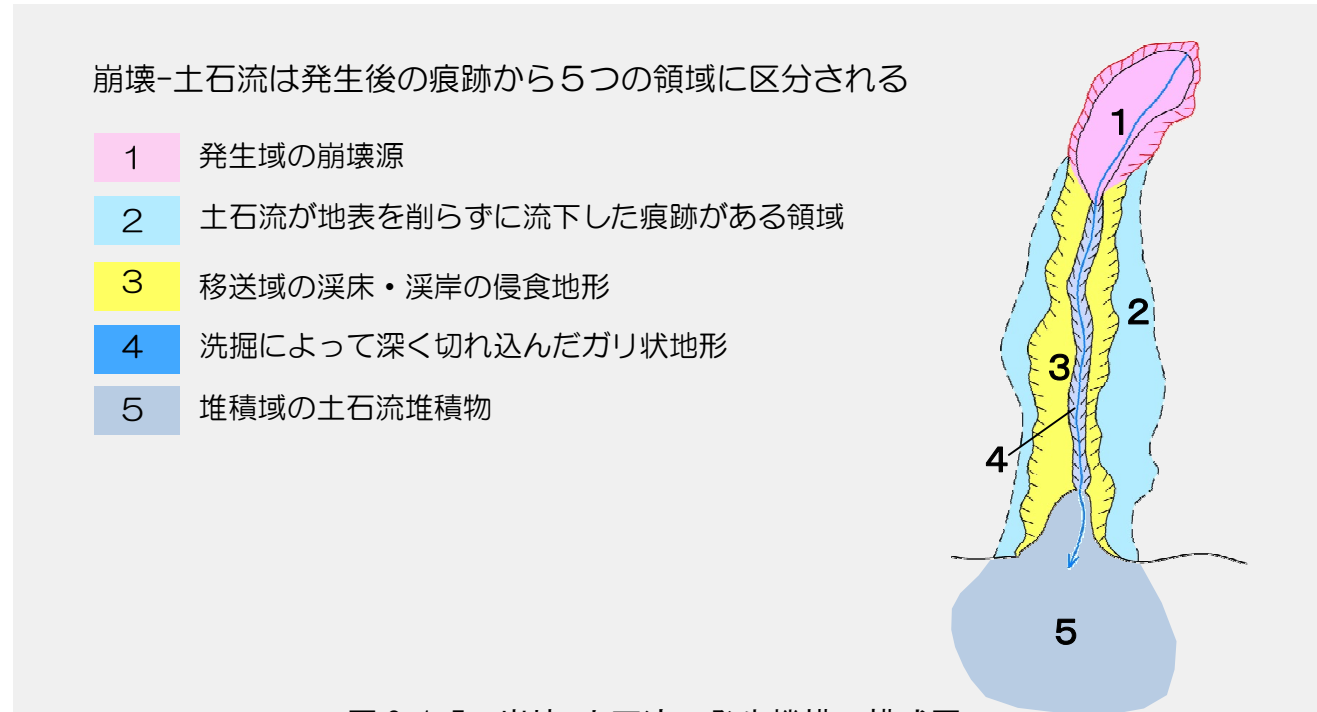 崩壊-土石流は発生後の痕跡から５つの領域に区分される
１ 発生域の崩壊源
２ 土石流が地表を削らずに流下した痕跡がある領域
３ 移送域の渓床・渓岸の侵食地形
４ 洗掘によって深く切れ込んだガリ状地形
５ 堆積域の土石流堆積物
1
2
3
4
5